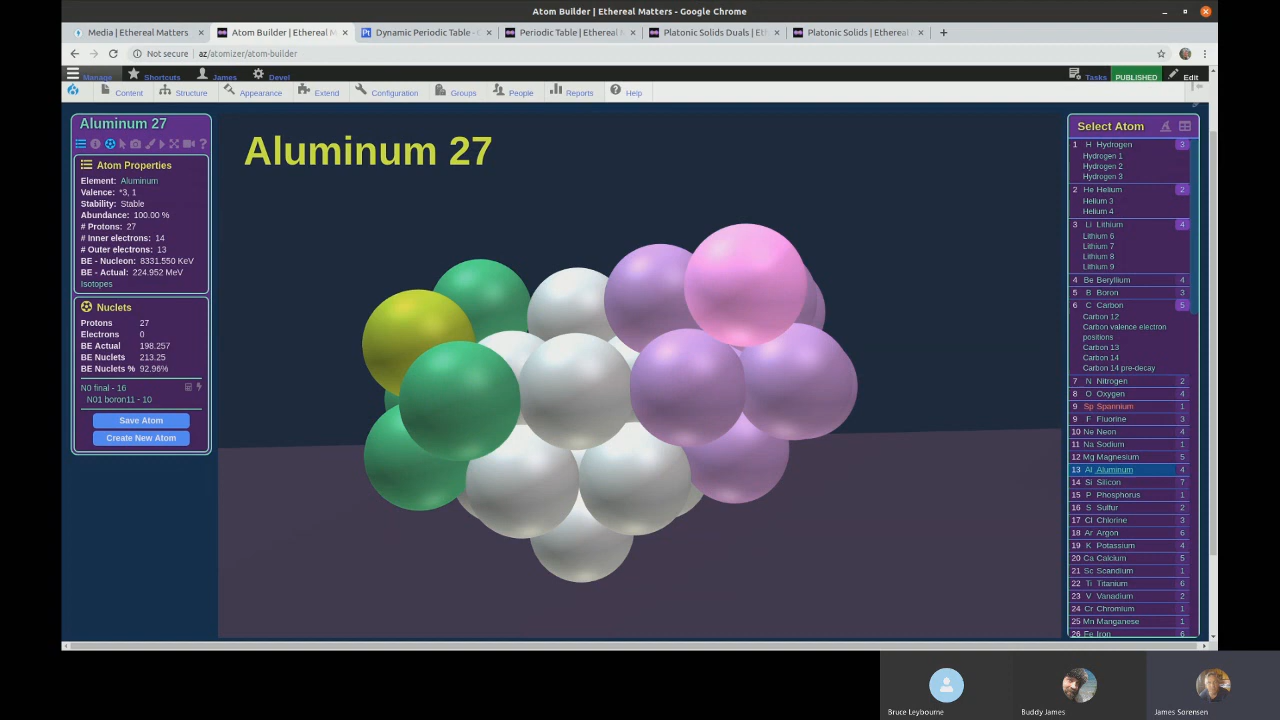 Atom Builder | Ethereal Matters - Google Chrome
Media | Ethereal Matters × Atom Builder | Ethereal M × Dynamic Periodic Table - × Periodic Table | Ethereal M × Platonic Solids Duals | Et × Platonic Solids | Ethereal ×
Not secure | az/atomizer/atom-builder
Manage Shortcuts James Devel Tasks PUBLISHED Edit
Content Structure Appearance Extend Configuration Groups People Reports Help
Aluminum 27
Atom Properties
Element: Aluminum
Valence: *3, 1
Stability: Stable
Abundance: 100.00 %
# Protons: 27
# Inner electrons: 14
# Outer electrons: 13
BE - Nucleon: 8331.550 KeV
BE - Actual: 224.952 MeV
Isotopes
Nuclets
Protons 27
Electrons 0
BE Actual 198.257
BE Nuclets 213.25
BE Nuclets % 92.96%
N0 final - 16
N01 boron11 - 10
Save Atom
Create New Atom
Aluminum 27
Select Atom
1 H Hydrogen 3
Hydrogen 1
Hydrogen 2
Hydrogen 3
2 He Helium 2
Helium 3
Helium 4
3 Li Lithium 4
Lithium 6
Lithium 7
Lithium 8
Lithium 9
4 Be Beryllium 4
5 B Boron 3
6 C Carbon 5
Carbon 12
Carbon valence electron
positions
Carbon 13
Carbon 14
Carbon 14 pre-decay
7 N Nitrogen 2
8 O Oxygen 4
9 Sp Spannium 1
9 F Fluorine 3
10 Ne Neon 4
11 Na Sodium 1
12 Mg Magnesium 5
13 Al Aluminum 4
14 Si Silicon 7
15 P Phosphorus 1
16 S Sulfur 2
17 Cl Chlorine 3
18 Ar Argon 6
19 K Potassium 4
20 Ca Calcium 5
21 Sc Scandium 1
22 Ti Titanium 6
23 V Vanadium 2
24 Cr Chromium 1
25 Mn Manganese 1
26 Fe Iron 6
Bruce Leybourne
Buddy James
James Sorensen